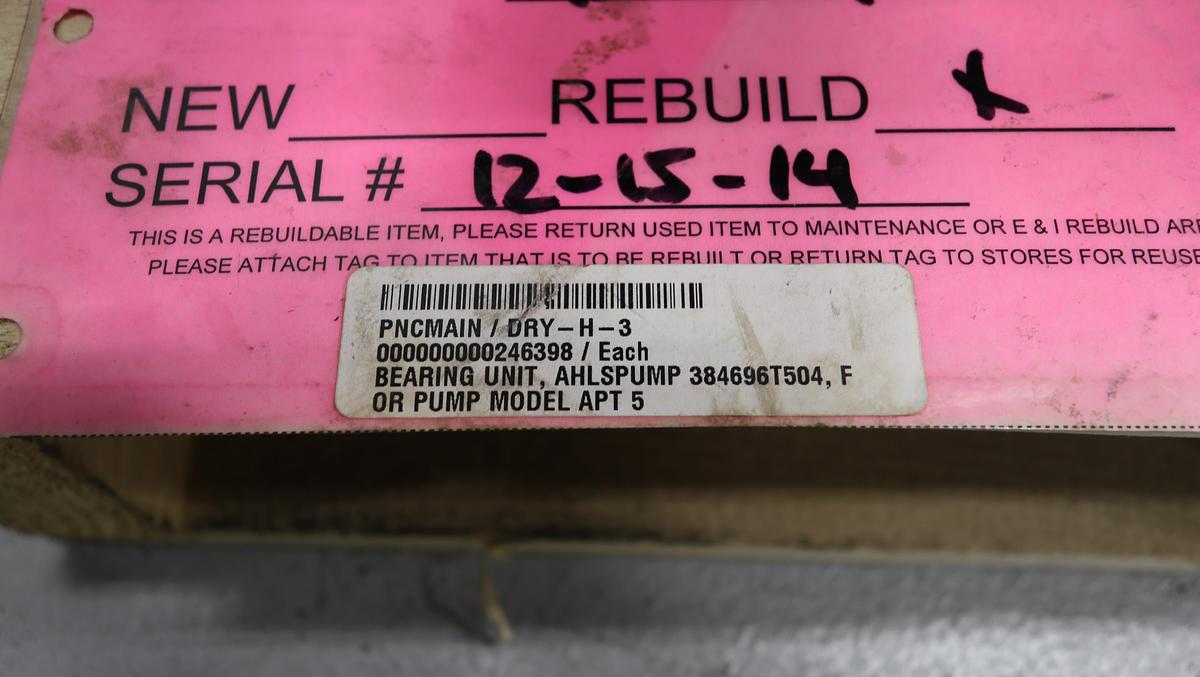 NEW REBUILD X
SERIAL # 12-15-14
THIS IS A REBUILDABLE ITEM, PLEASE RETURN USED ITEM TO MAINTENANCE OR E & I REBUILD
PLEASE ATTACH TAG TO ITEM THAT IS TO BE REBUILT OR RETURN TAG TO STORES FOR REUSE
PNCMAIN / DRY-H-3
000000000246398 / Each
BEARING UNIT, AHLSPUMP 384696T504, F
OR PUMP MODEL APT 5